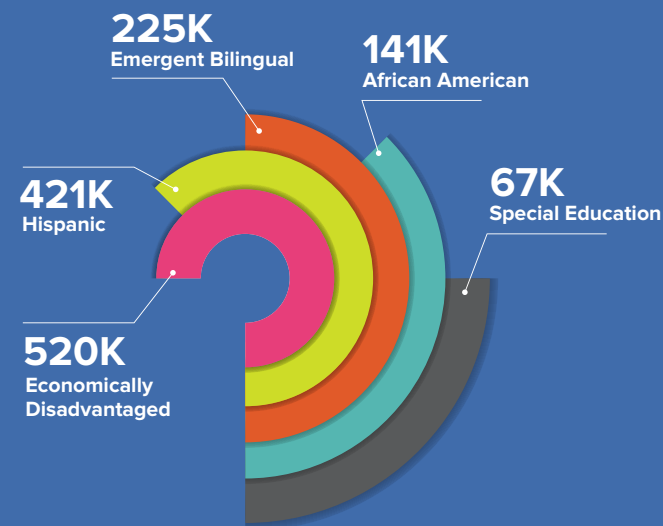 225K
Emergent Bilingual
141K
African American
421K
Hispanic
67K
Special Education
520K
Economically
Disadvantaged